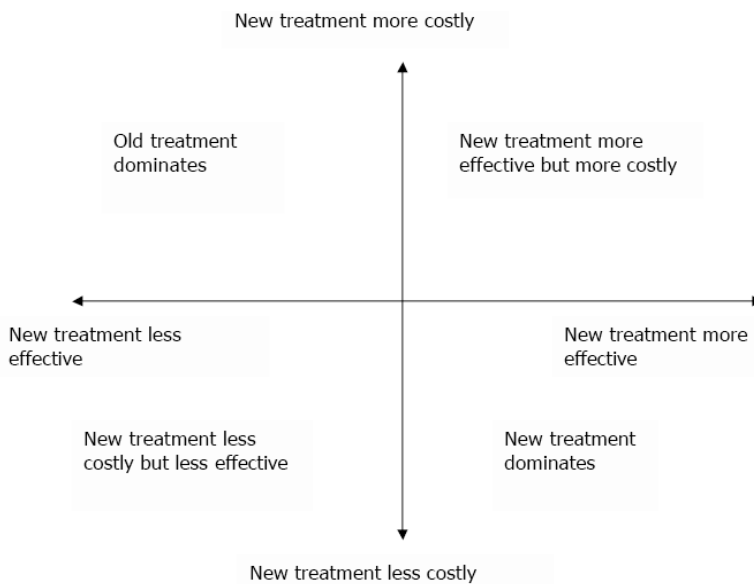 New treatment more costly
Old treatment
dominates
New treatment more
effective but more costly
New treatment less
effective
New treatment more
effective
New treatment less
costly but less effective
New treatment
dominates
New treatment less costly